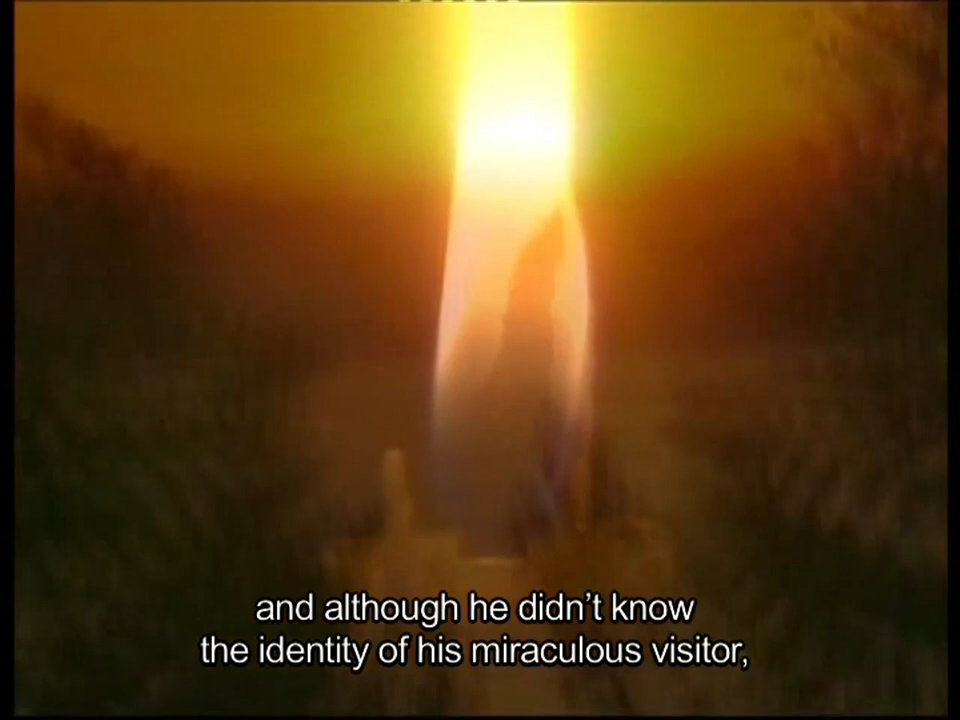 and although he didn’t know
the identity of his miraculous visitor,